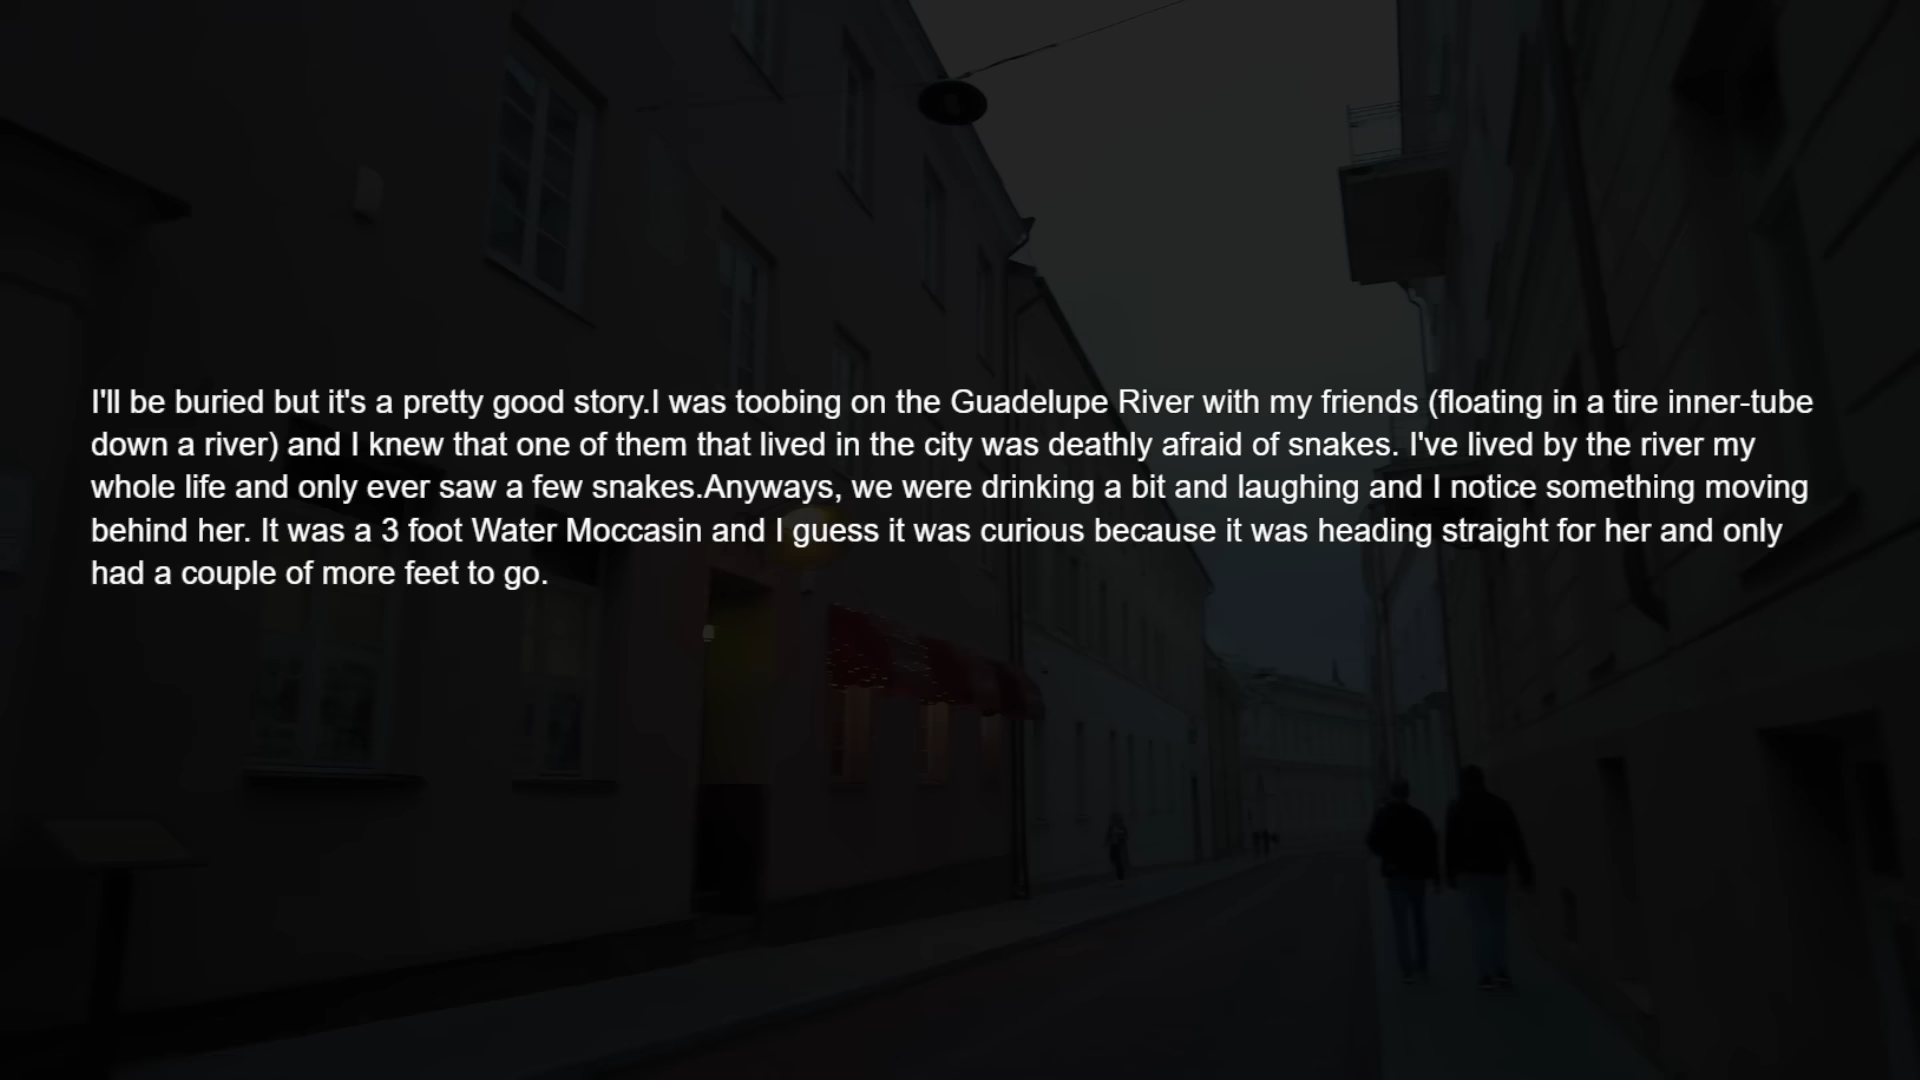 I'll be buried but it's a pretty good story.I was toobing on the Guadelupe River with my friends (floating in a tire inner-tube
down a river) and I knew that one of them that lived in the city was deathly afraid of snakes. I've lived by the river my
whole life and only ever saw a few snakes.Anyways, we were drinking a bit and laughing and I notice something moving
behind her. It was a 3 foot Water Moccasin and I guess it was curious because it was heading straight for her and only
had a couple of more feet to go.